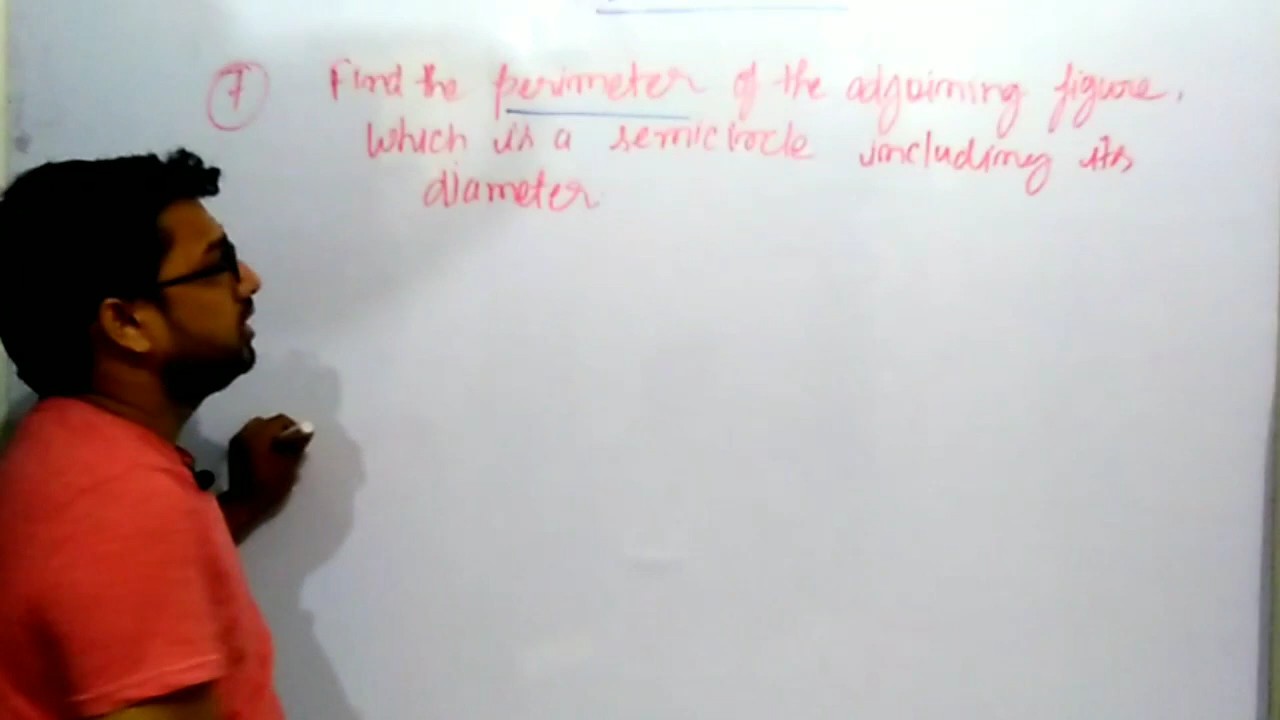 7 Find the perimeter of the adjoining figure,
which is a semicircle including its
diameter